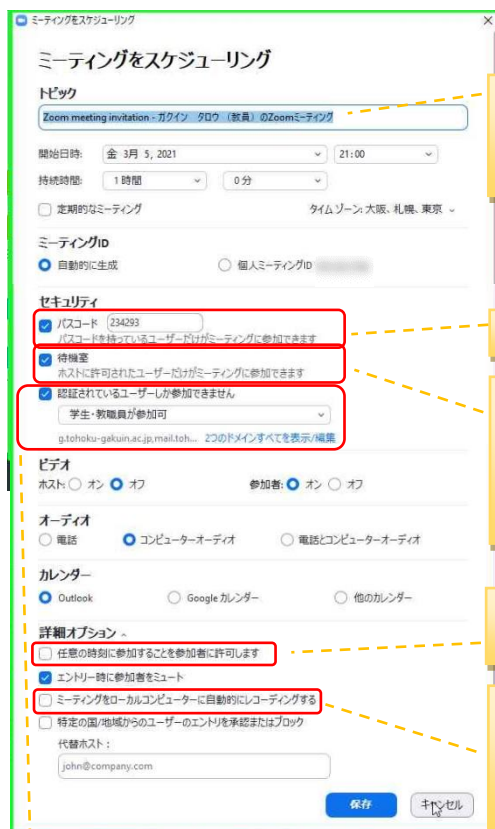 ミーティングをスケジューリング
ミーティングをスケジューリング
トピック
Zoom meeting invitation - ガクイン タロウ (教員) のZoomミーティング
開始日時: 金 3月 5, 2021 21:00
持続時間: 1 時間 0 分
定期的なミーティング タイム ゾーン: 大阪、札幌、東京
ミーティングID
自動的に生成 個人ミーティングID
セキュリティ
パスコード 234293
パスコードを持っているユーザーだけがミーティングに参加できます
待機室
ホストに許可されたユーザーだけがミーティングに参加できます
認証されているユーザーしか参加できません
学生・教職員が参加可
g.tohoku-gakuin.ac.jp,mail.toh... 2つのドメインすべてを表示/編集
ビデオ
ホスト: オン オフ 参加者: オン オフ
オーディオ
電話 コンピューターオーディオ 電話とコンピューターオーディオ
カレンダー
Outlook Google カレンダー 他のカレンダー
詳細オプション
任意の時刻に参加することを参加者に許可します
エントリー時に参加者をミュート
ミーティングをローカルコンピューターに自動的にレコーディングする
特定の国/地域からのユーザーのエントリを承認またはブロック
代替ホスト:
john@company.com
保存 キャンセル